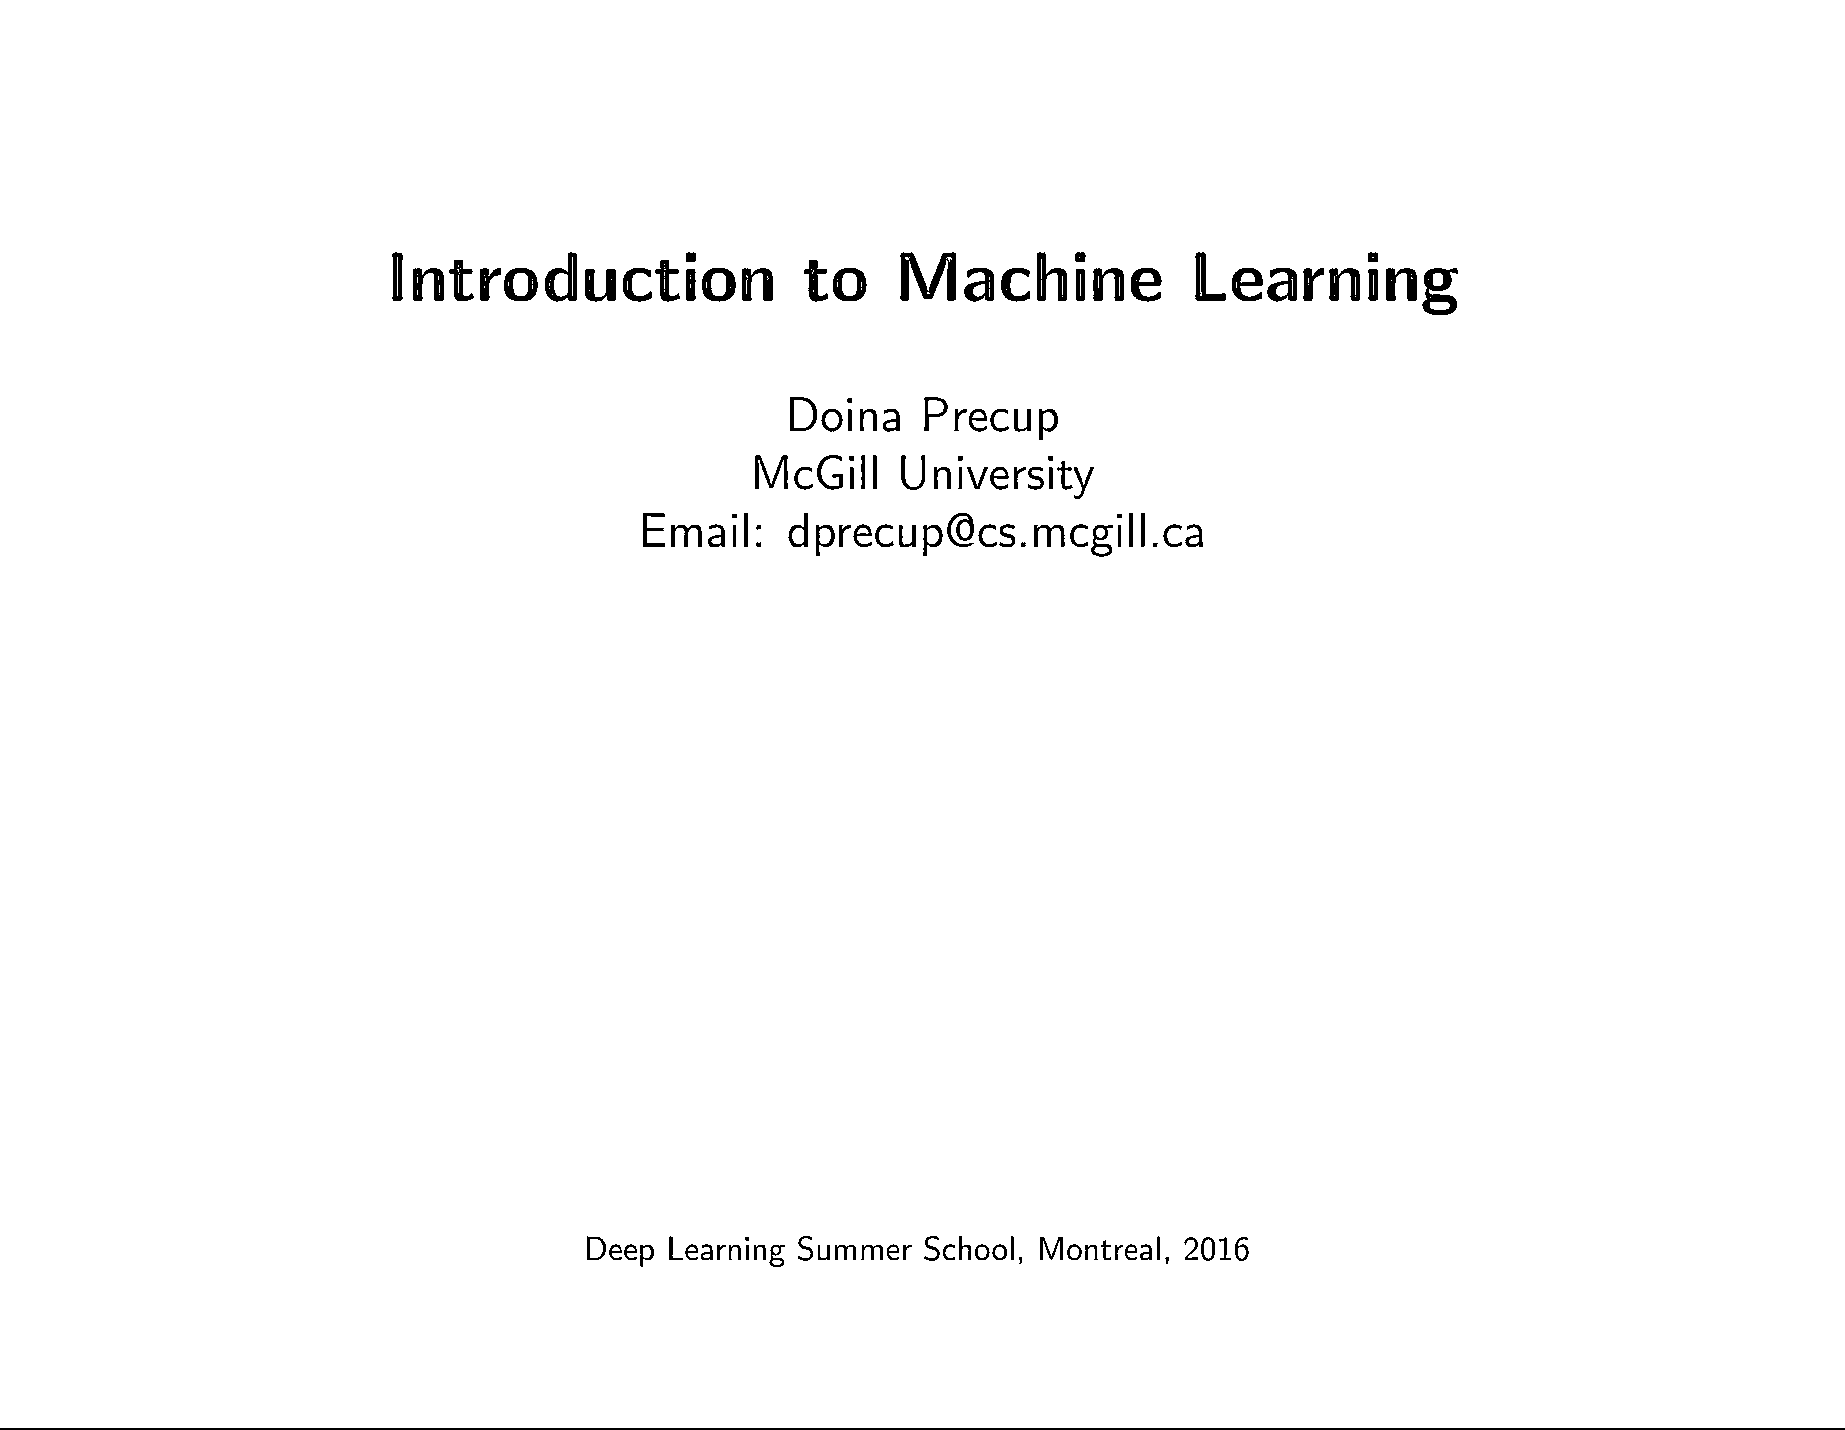 Introduction to Machine Learning
Doina Precup
McGill University
Email: dprecup@cs.mcgill.ca
Deep Learning Summer School, Montreal, 2016